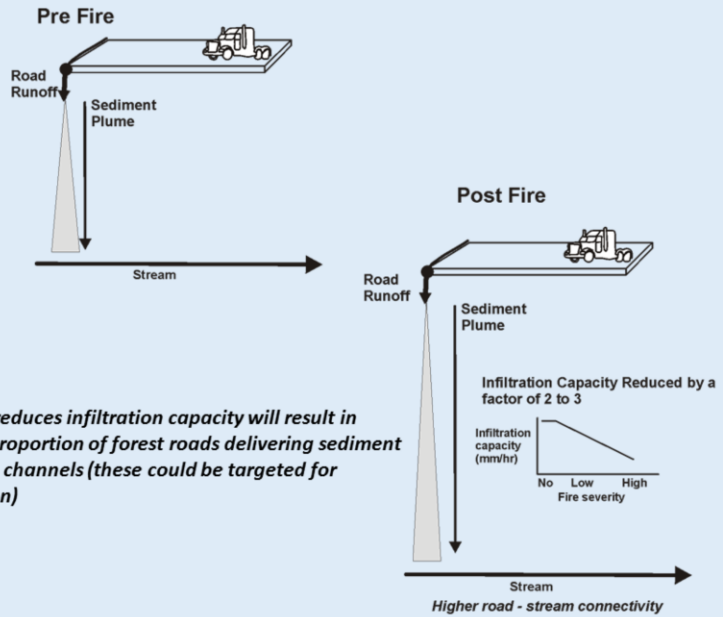 Pre Fire
Road
Runoff
Sediment
Plume
Stream
Post Fire
Road
Runoff
Sediment
Plume
Infiltration Capacity Reduced by a
factor of 2 to 3
Infiltration
capacity
(mm/hr)
No Low High
Fire severity
Stream
Higher road - stream connectivity
reduces infiltration capacity will result in
roportion of forest roads delivering sediment
channels (these could be targeted for
n)